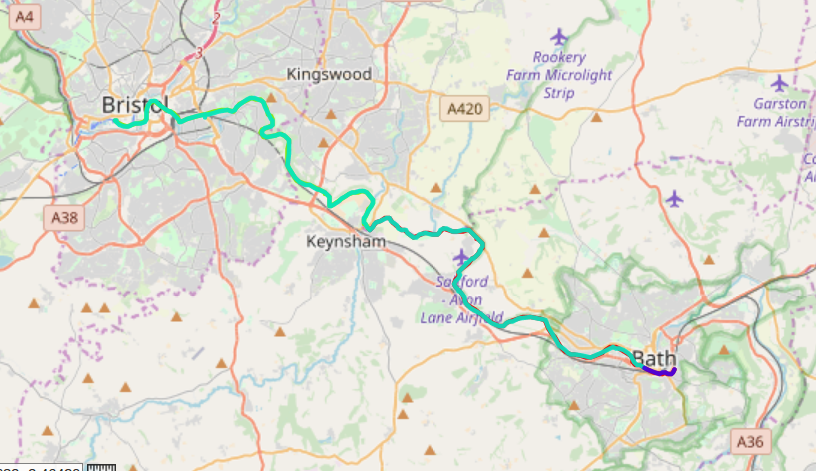 A4
2
3
Kingswood
Rookery
Farm Microlight
Strip
Bristol
A420
Garston
Farm Airstrip
A38
Keynsham
Saltford
- Avon
Lane Airfield
Bath
A36